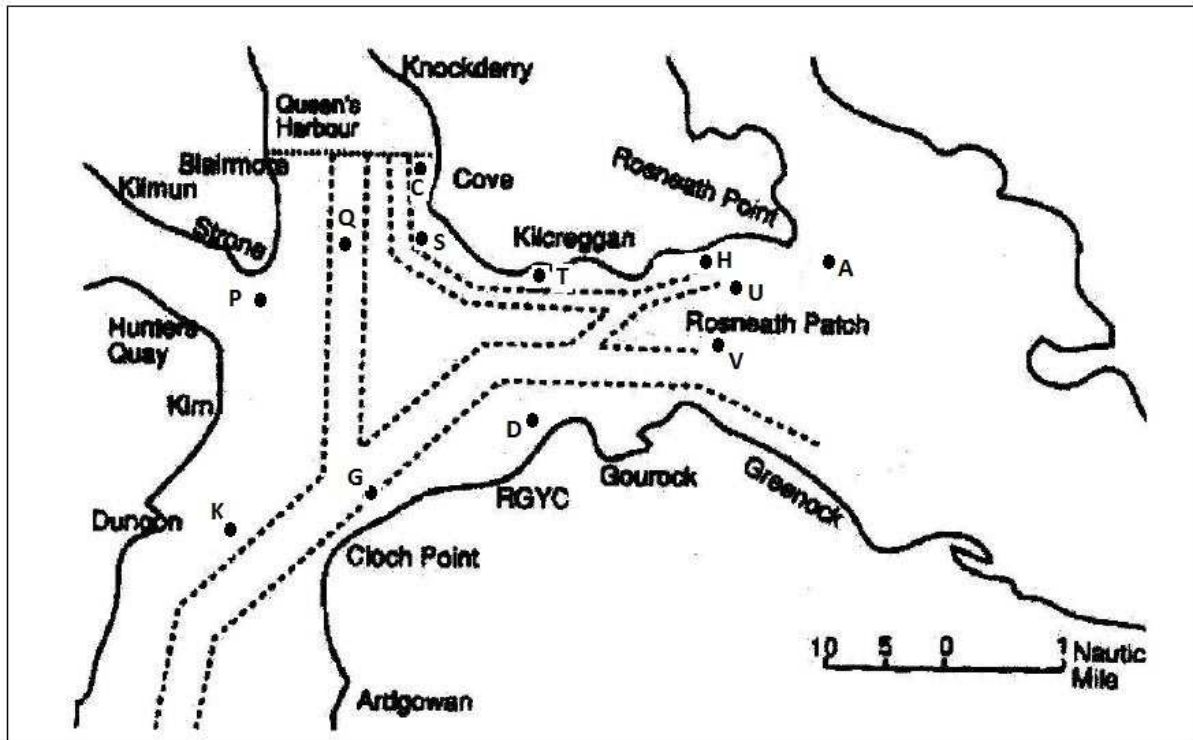 Knockderry
Queen's
Harbour
Blairmore
Kilmun
C
Cove
Rosneath Point
Strone
Q
S
Kilcreggan
H
A
T
P
U
Hunters
Quay
Rosneath Patch
V
Kirn
D
Gourock
G
RGYC
Greenock
Dunoon
K
Cloch Point
10 5 0 1
Nautic
Mile
Ardgowan